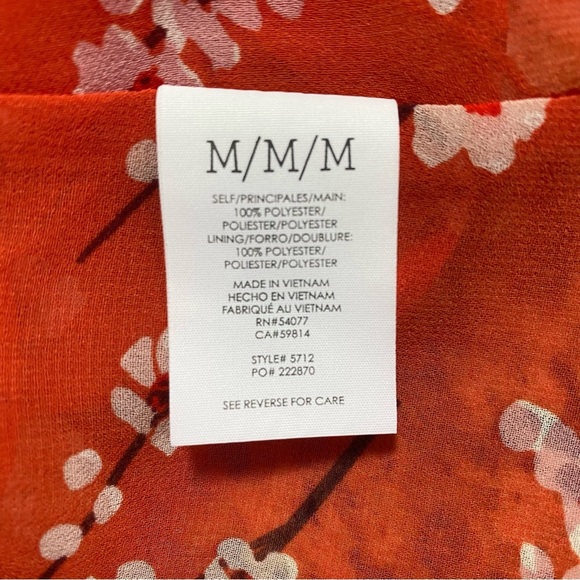 M/M/M
SELF/PRINCIPALES/MAIN:
100% POLYESTER/
POLIESTER/POLYESTER
LINING/FORRO/DOUBLURE:
100% POLYESTER/
POLIESTER/POLYESTER
MADE IN VIETNAM
HECHO EN VIETNAM
FABRIQUÉ AU VIETNAM
RN#54077
CA#59814
STYLE# 5712
PO# 222870
SEE REVERSE FOR CARE